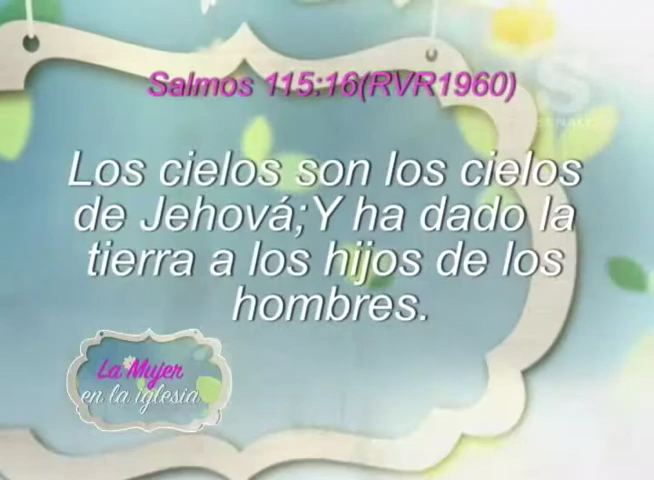 Salmos 115:16(RVR1960)
Los cielos son los cielos
de Jehová;Y ha dado la
tierra a los hijos de los
hombres.
La Mujer
en la iglesia